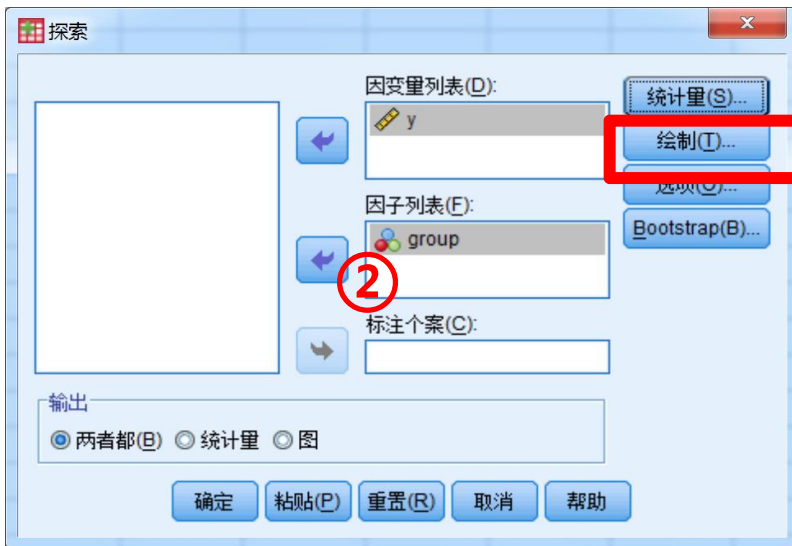 探索
x
因变量列表(D):
y
统计量(S)...
绘制(T)...
选项(O)...
Bootstrap(B)...
因子列表(F):
group
②
标注个案(C):
输出
两者都(B) 统计量 图
确定 粘贴(P) 重置(R) 取消 帮助